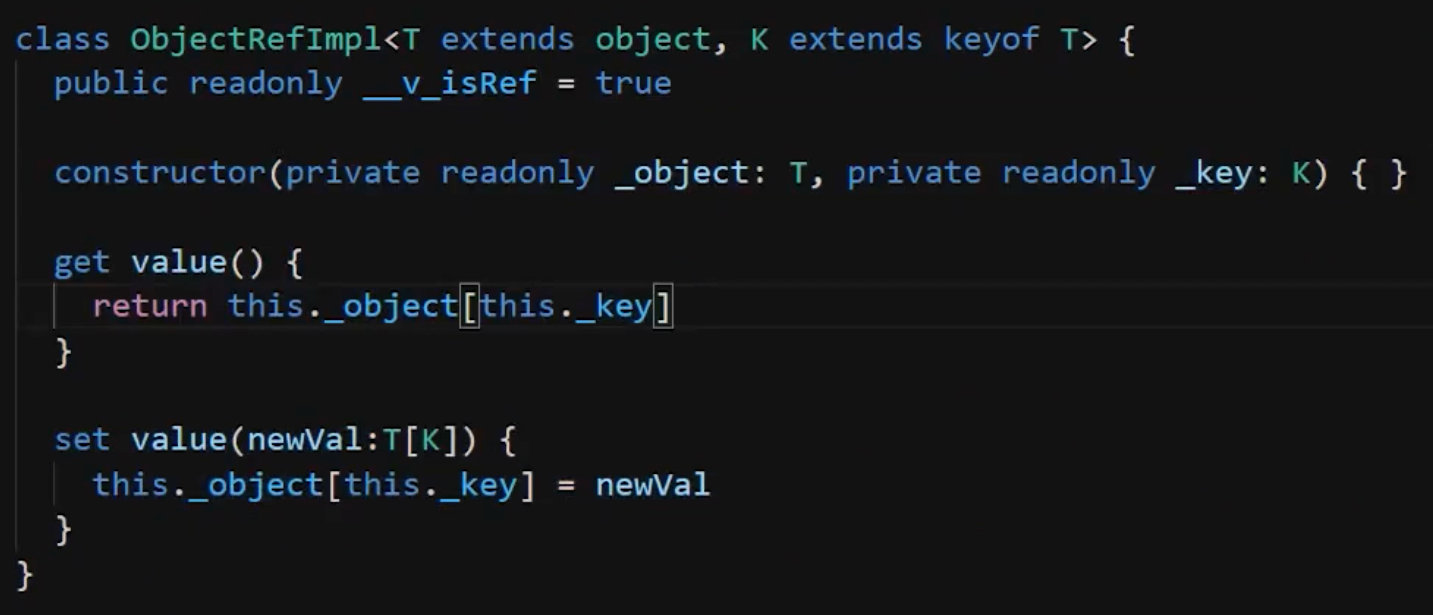 class ObjectRefImpl<T extends object, K extends keyof T> {
  public readonly __v_isRef = true
  constructor(private readonly _object: T, private readonly _key: K) { }
  get value() {
    return this._object[this._key]
  }
  set value(newVal:T[K]) {
    this._object[this._key] = newVal
  }
}